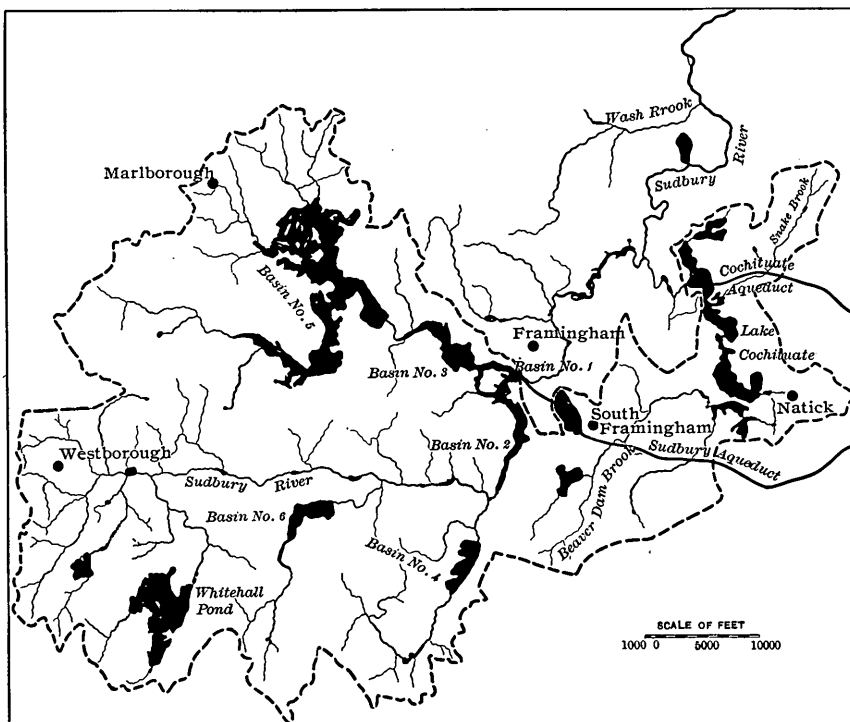 Wash Rrook
Marlborough
River
Sudbury
Snake Brook
Cochituate
Aqueduct
Basin No. 5
Lake
Framingham
Cochituate
Basin No. 3
Basin No. 1
Natick
South
Framingham
Basin No. 2
Westborough
Sudbury Aqueduct
Sudbury River
Beaver Dam Brook
Basin No. 6
Basin No. 4
Whitehall
Pond
SCALE OF FEET
1000 0 5000 10000